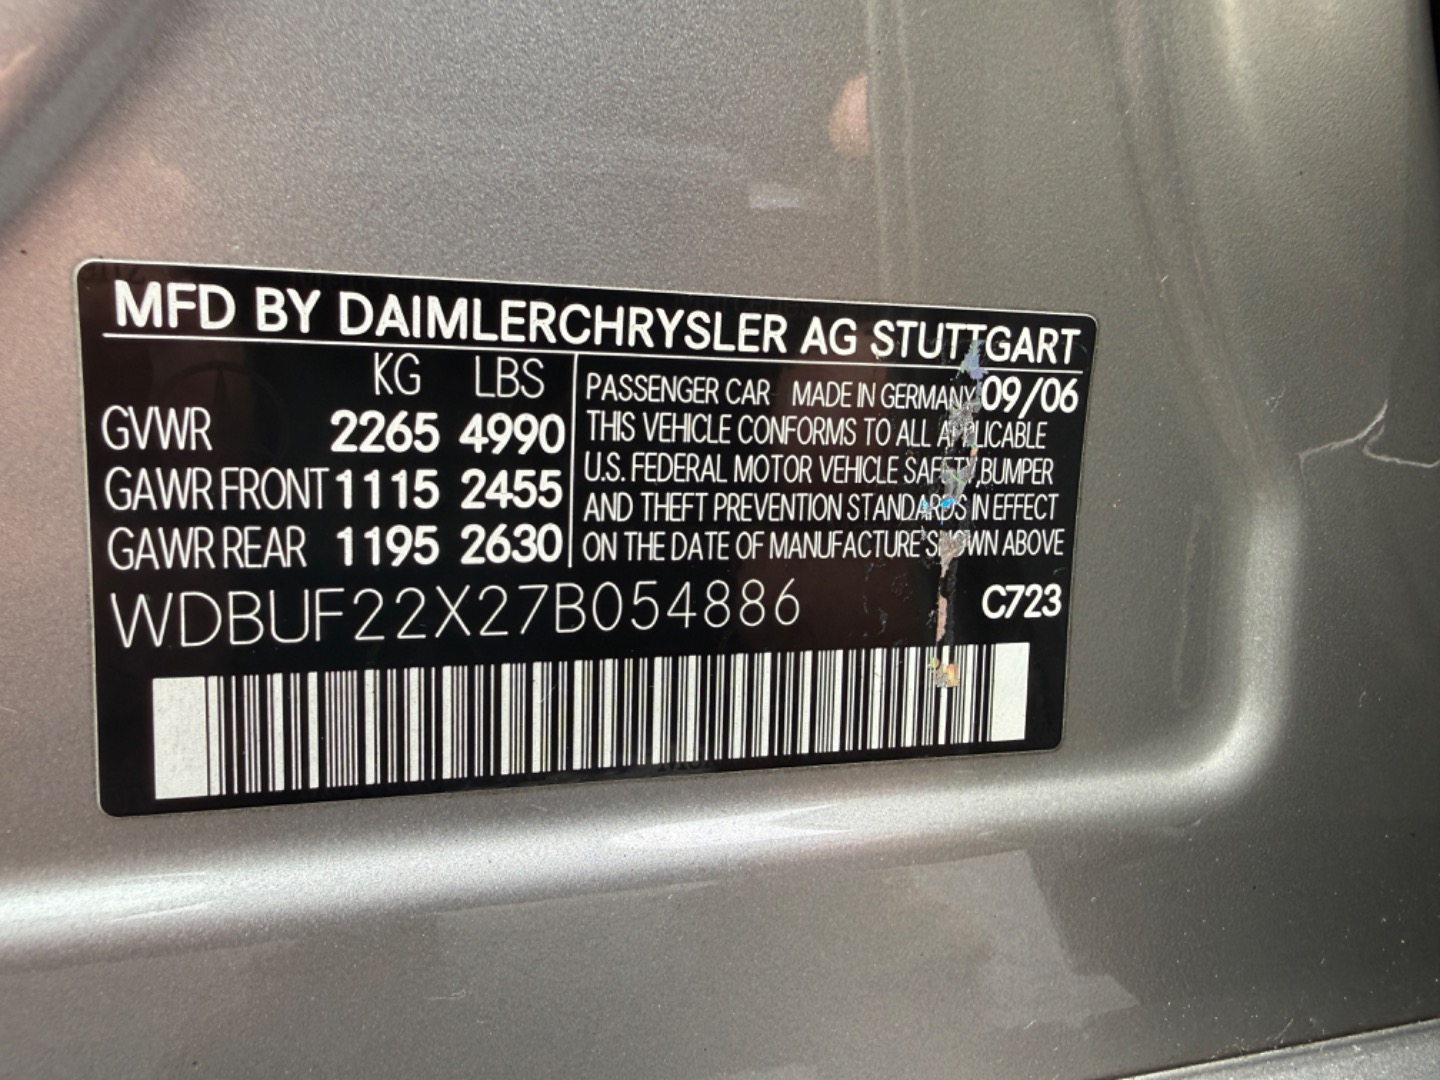 MFD BY DAIMLERCHRYSLER AG STUTTGART
KG LBS
GVWR 2265 4990
GAWR FRONT 1115 2455
GAWR REAR 1195 2630
PASSENGER CAR MADE IN GERMANY 09/06
THIS VEHICLE CONFORMS TO ALL APPLICABLE
U.S. FEDERAL MOTOR VEHICLE SAFETY,BUMPER
AND THEFT PREVENTION STANDARDS IN EFFECT
ON THE DATE OF MANUFACTURE SHOWN ABOVE
WDBUF22X27B054886 C723